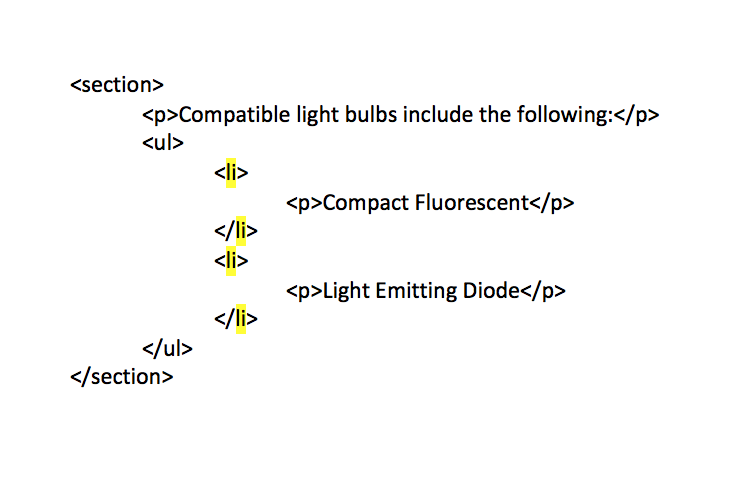 <section>
<p>Compatible light bulbs include the following:</p>
<ul>
<li>
<p>Compact Fluorescent</p>
</li>
<li>
<p>Light Emitting Diode</p>
</li>
</ul>
</section>